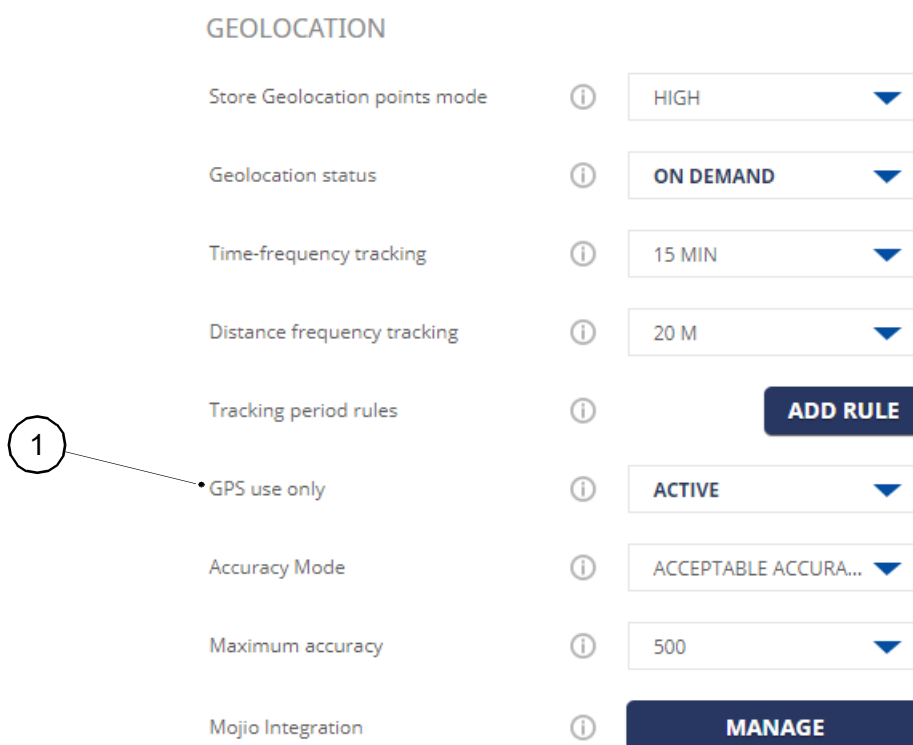 GEOLOCATION
Store Geolocation points mode HIGH
Geolocation status ON DEMAND
Time-frequency tracking 15 MIN
Distance frequency tracking 20 M
Tracking period rules ADD RULE
1
GPS use only ACTIVE
Accuracy Mode ACCEPTABLE ACCURA...
Maximum accuracy 500
Mojio Integration MANAGE